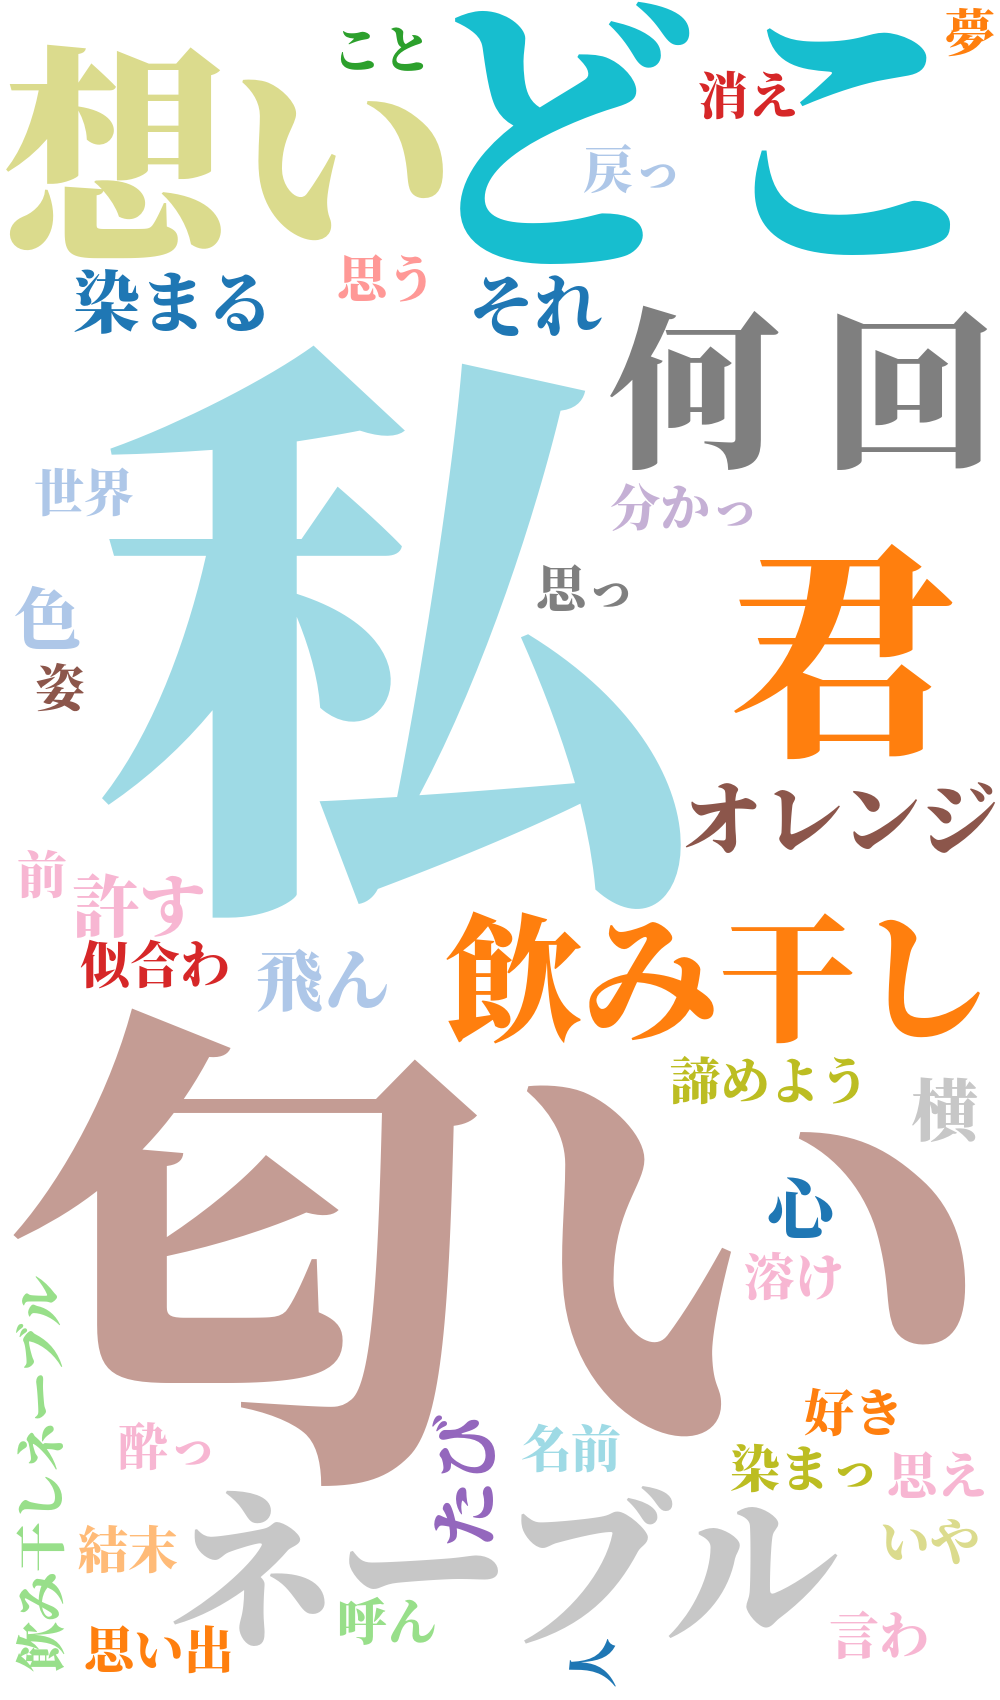 想い
こと
どこ
夢
消え
戻っ
染まる
思う
それ
何回
私
世界
分かっ
思っ
君
色
姿
オレンジ
前
許す
似合わ
飛ん
飲み干し
匂い
諦めよう
横
心
溶け
飲み干しネーブル
酔っ
たび
名前
好き
染まっ
思え
ネーブル
いや
結末
呼ん
思い出
人
言わ